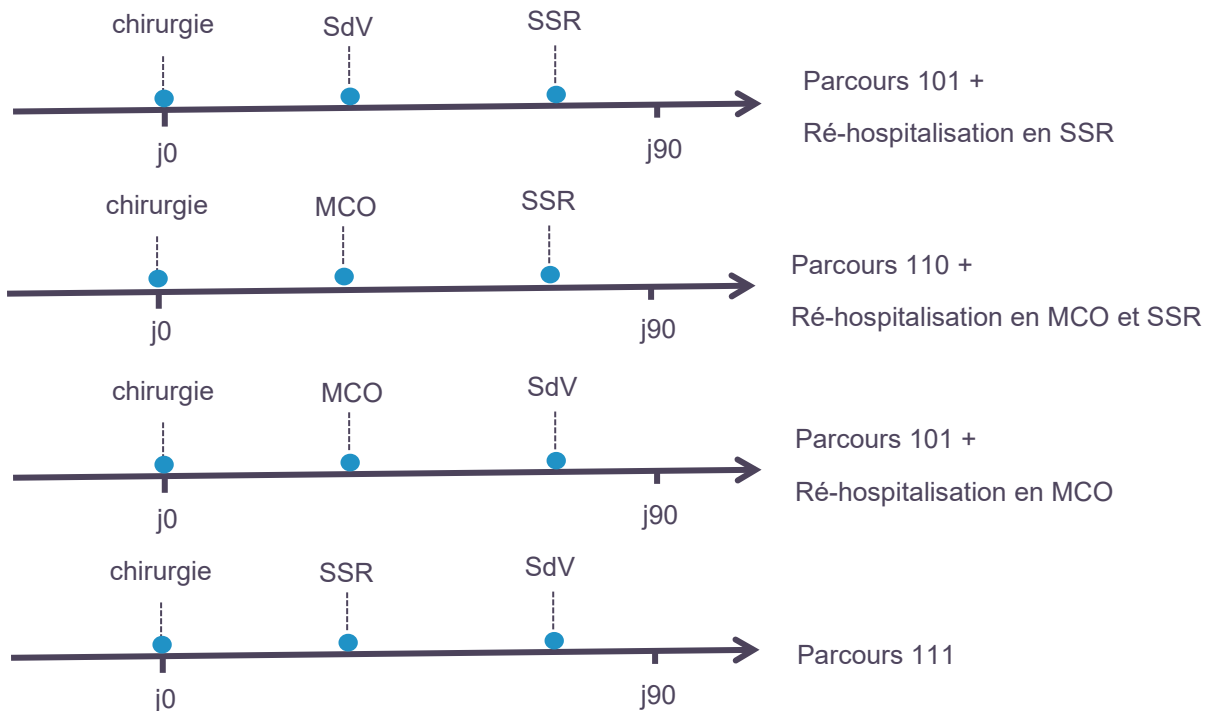 chirurgie SdV SSR
Parcours 101 +
Ré-hospitalisation en SSR
j0 j90
chirurgie MCO SSR
Parcours 110 +
Ré-hospitalisation en MCO et SSR
j0 j90
chirurgie MCO SdV
Parcours 101 +
Ré-hospitalisation en MCO
j0 j90
chirurgie SSR SdV
Parcours 111
j0 j90